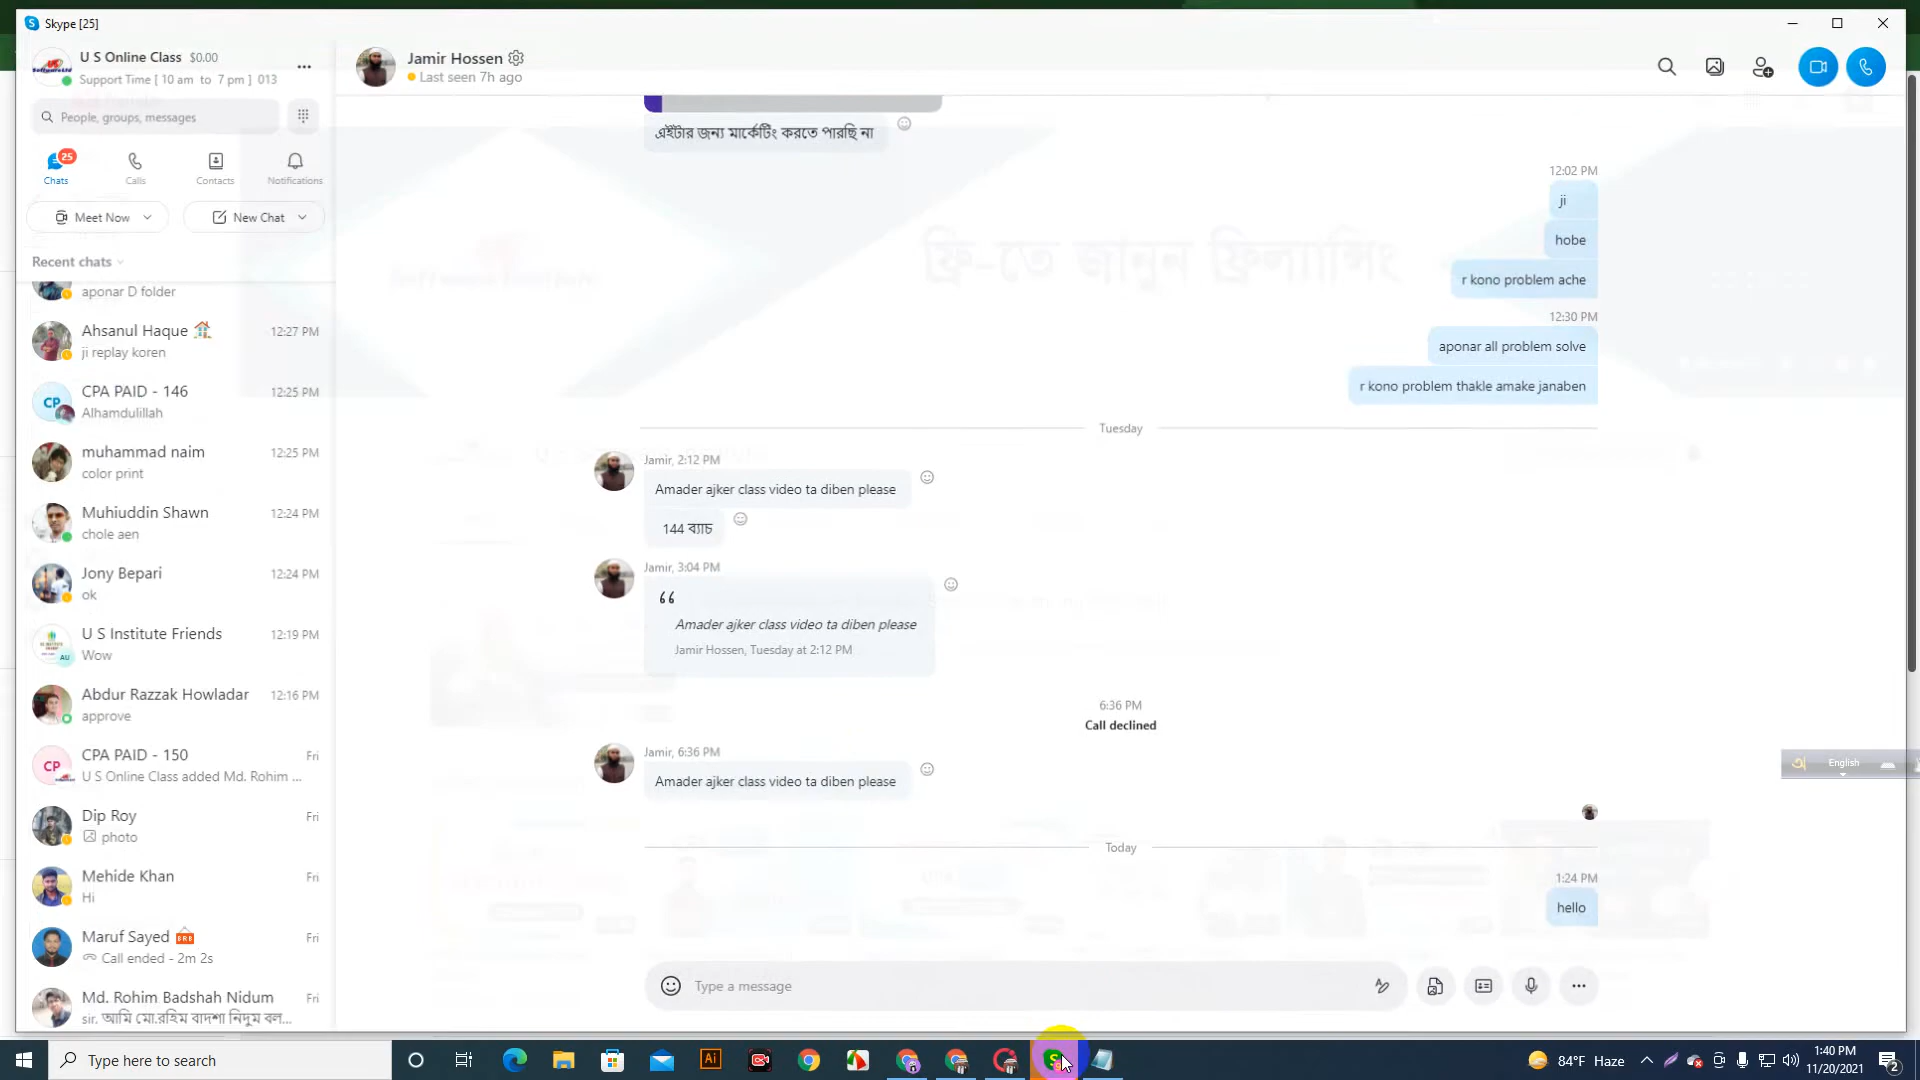 Skype [25]
U S Online Class $0.00
Support Time [ 10 am to 7 pm ] 013
People, groups, messages
25
Chats
Calls
Contacts
Notifications
Meet Now
New Chat
Recent chats
aponar D folder
Ahsanul Haque 12:27 PM
ji replay koren
CPA PAID - 146 12:25 PM
CP
Alhamdulillah
muhammad naim 12:25 PM
color print
Muhiuddin Shawn 12:24 PM
chole aen
Jony Bepari 12:24 PM
ok
U S Institute Friends 12:19 PM
AU
Wow
Abdur Razzak Howladar 12:16 PM
approve
CPA PAID - 150 Fri
CP
U S Online Class added Md. Rohim ...
Dip Roy Fri
photo
Mehide Khan Fri
Hi
Maruf Sayed Fri
Call ended - 2m 2s
Md. Rohim Badshah Nidum Fri
sir. আমি মো.রহিম বাদশা নিদুম বল...
Jamir Hossen
Last seen 7h ago
এইটার জন্য মার্কেটিং করতে পারছি না
12:02 PM
ji
hobe
r kono problem ache
12:30 PM
aponar all problem solve
r kono problem thakle amake janaben
ফ্রি-তে জানুন ফ্রিল্যান্সিং
Tuesday
Jamir, 2:12 PM
Amader ajker class video ta diben please
144 ব্যাচ
Jamir, 3:04 PM
Amader ajker class video ta diben please
Jamir Hossen, Tuesday at 2:12 PM
6:36 PM
Call declined
Jamir, 6:36 PM
Amader ajker class video ta diben please
Today
1:24 PM
hello
Type a message
অ English
Type here to search
Ai
84°F Haze
1:40 PM
11/20/2021
2